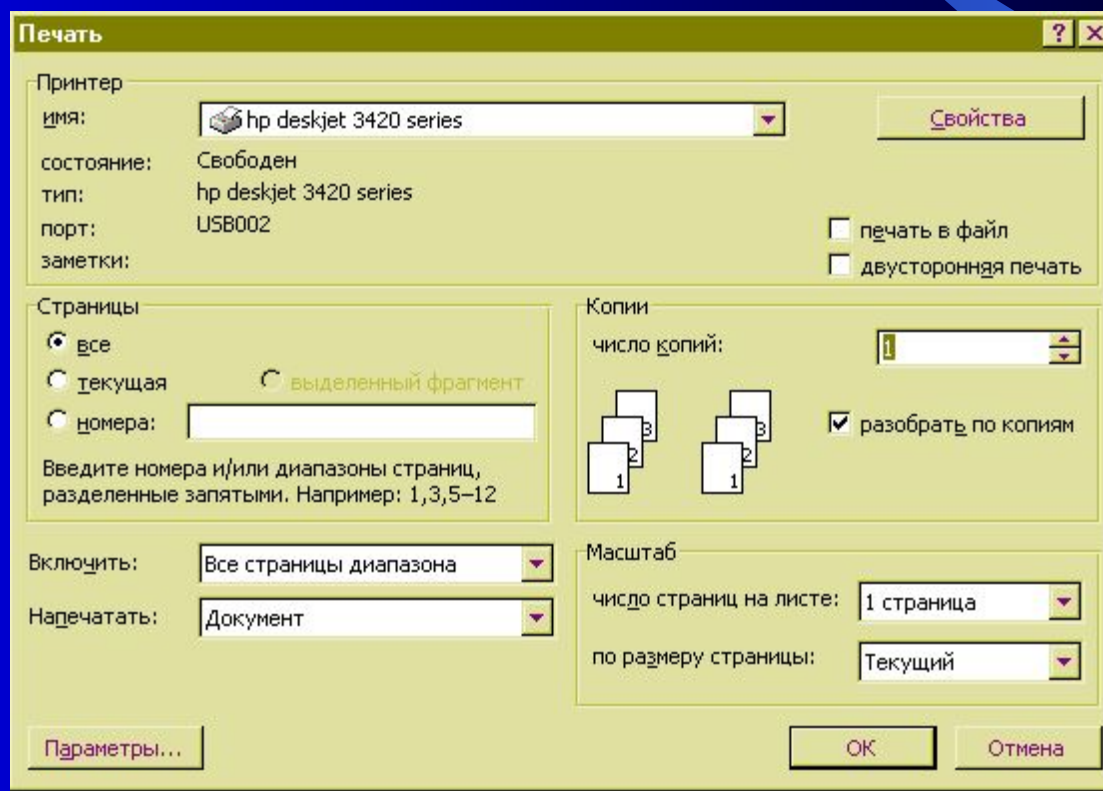 Печать
Принтер
имя: hp deskjet 3420 series Свойства
состояние: Свободен
тип: hp deskjet 3420 series
порт: USB002
печать в файл
заметки:
двусторонняя печать
Страницы
все
текущая выделенный фрагмент
номера:
Введите номера и/или диапазоны страниц,
разделенные запятыми. Например: 1,3,5–12
Копии
число копий: 1
3 3
2 2
1 1
разобрать по копиям
Включить: Все страницы диапазона
Напечатать: Документ
Масштаб
число страниц на листе: 1 страница
по размеру страницы: Текущий
Параметры... ОК Отмена